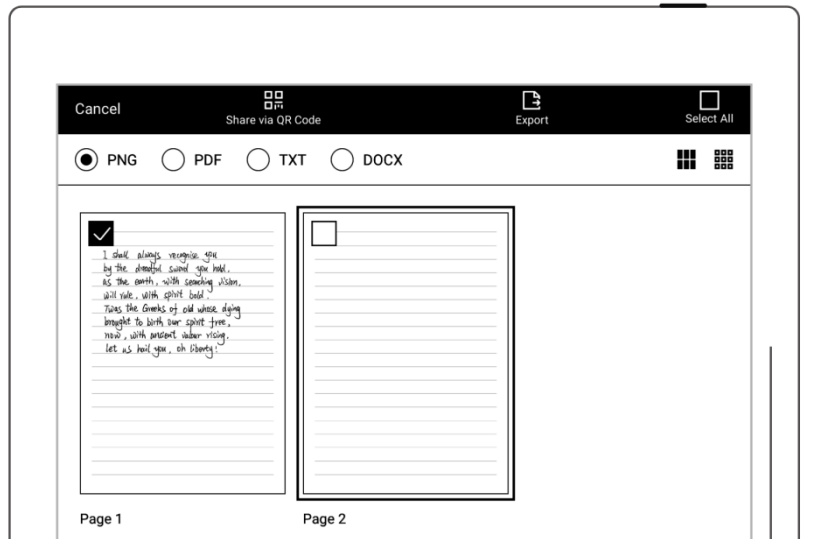 Cancel
Share via QR Code
Export
Select All
PNG
PDF
TXT
DOCX
I shall always recognise you
by the dreadful sword you hold.
as the earth, with searching vision,
will rule, with spirit bold.
Twas the Greeks of old whose dying
brought to birth our spirit free,
now, with ancient valour rising.
let us hail you, oh liberty!
Page 1
Page 2